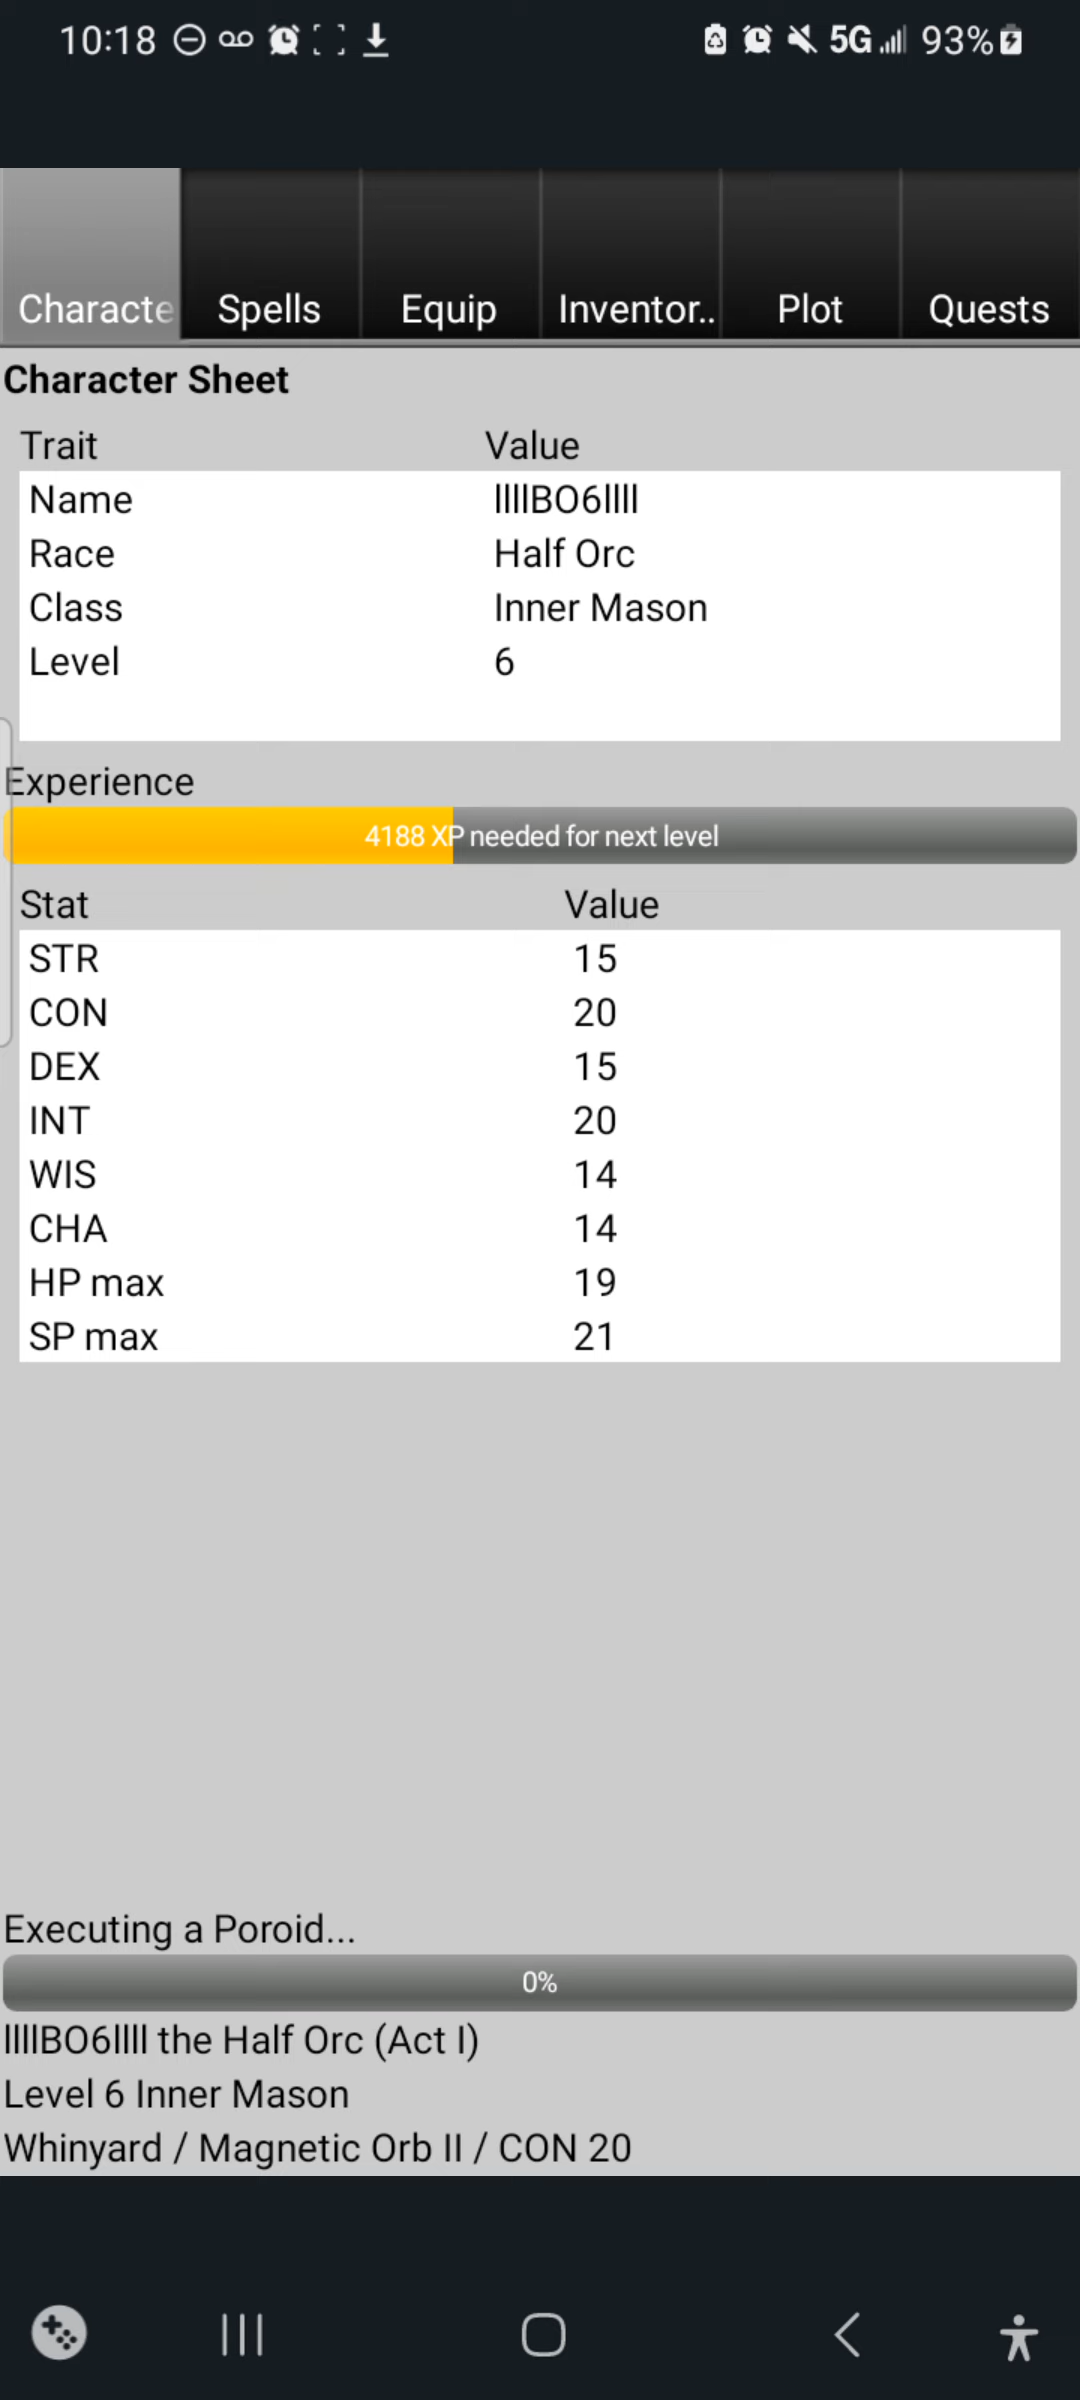 10:18 5G 93%
Characte Spells Equip Inventor.. Plot Quests
Character Sheet
Trait Value
Name llllBO6llll
Race Half Orc
Class Inner Mason
Level 6
Experience
4188 XP needed for next level
Stat Value
STR 15
CON 20
DEX 15
INT 20
WIS 14
CHA 14
HP max 19
SP max 21
Executing a Poroid...
0%
llllBO6llll the Half Orc (Act I)
Level 6 Inner Mason
Whinyard / Magnetic Orb II / CON 20